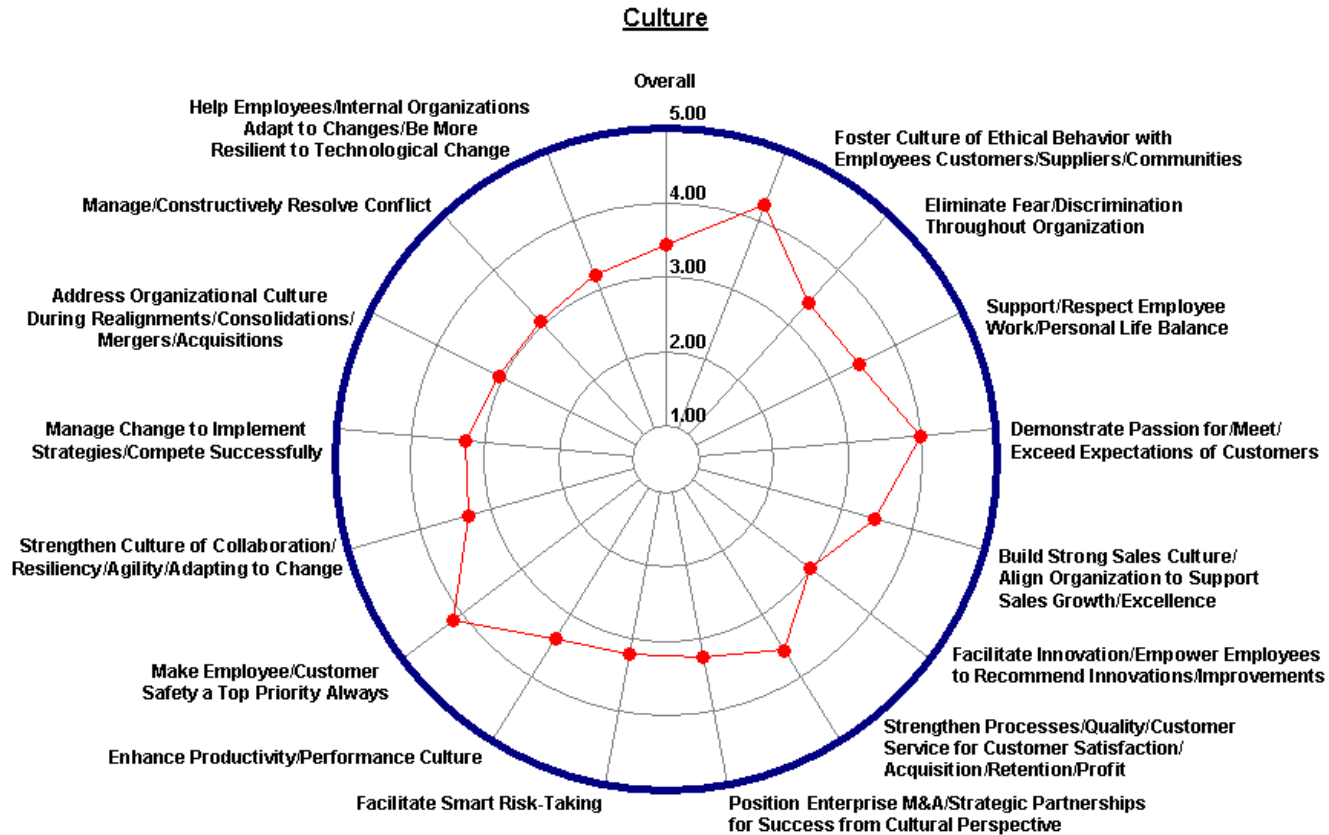 Culture
Overall
5.00
4.00
3.00
2.00
1.00
Foster Culture of Ethical Behavior with
Employees Customers/Suppliers/Communities
Eliminate Fear/Discrimination
Throughout Organization
Support/Respect Employee
Work/Personal Life Balance
Demonstrate Passion for/Meet/
Exceed Expectations of Customers
Build Strong Sales Culture/
Align Organization to Support
Sales Growth/Excellence
Facilitate Innovation/Empower Employees
to Recommend Innovations/Improvements
Strengthen Processes/Quality/Customer
Service for Customer Satisfaction/
Acquisition/Retention/Profit
Position Enterprise M&A/Strategic Partnerships
for Success from Cultural Perspective
Facilitate Smart Risk-Taking
Enhance Productivity/Performance Culture
Make Employee/Customer
Safety a Top Priority Always
Strengthen Culture of Collaboration/
Resiliency/Agility/Adapting to Change
Manage Change to Implement
Strategies/Compete Successfully
Address Organizational Culture
During Realignments/Consolidations/
Mergers/Acquisitions
Manage/Constructively Resolve Conflict
Help Employees/Internal Organizations
Adapt to Changes/Be More
Resilient to Technological Change